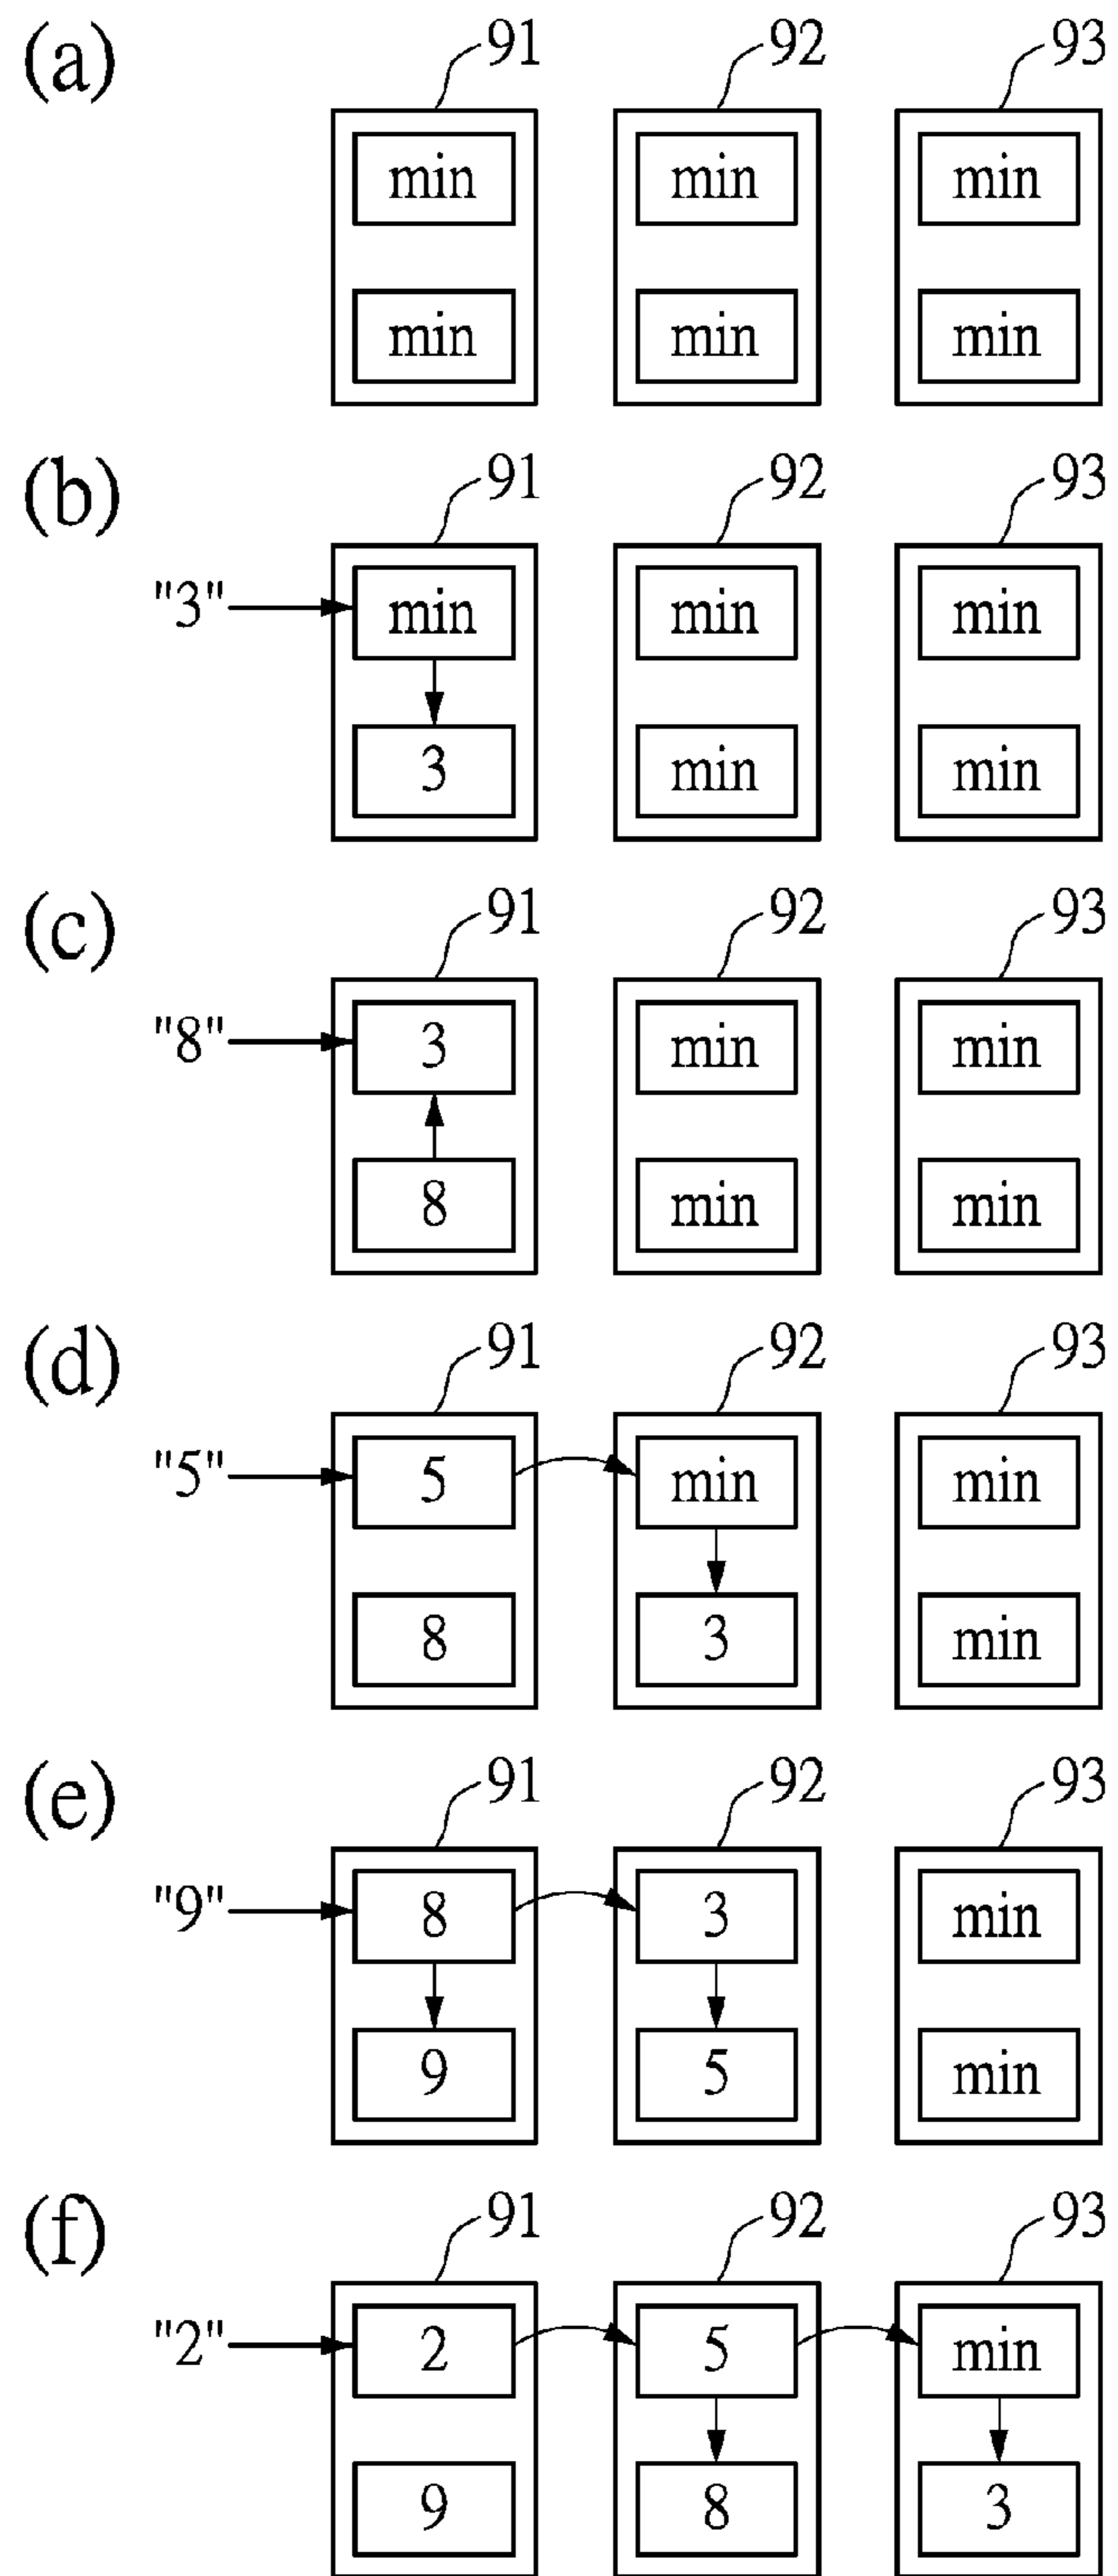 (a) 91 92 93
min min min
min min min
(b) 91 92 93
"3" min min min
3 min min
(c) 91 92 93
"8" 3 min min
8 min min
(d) 91 92 93
"5" 5 min min
8 3 min
(e) 91 92 93
"9" 8 3 min
9 5 min
(f) 91 92 93
"2" 2 5 min
9 8 3